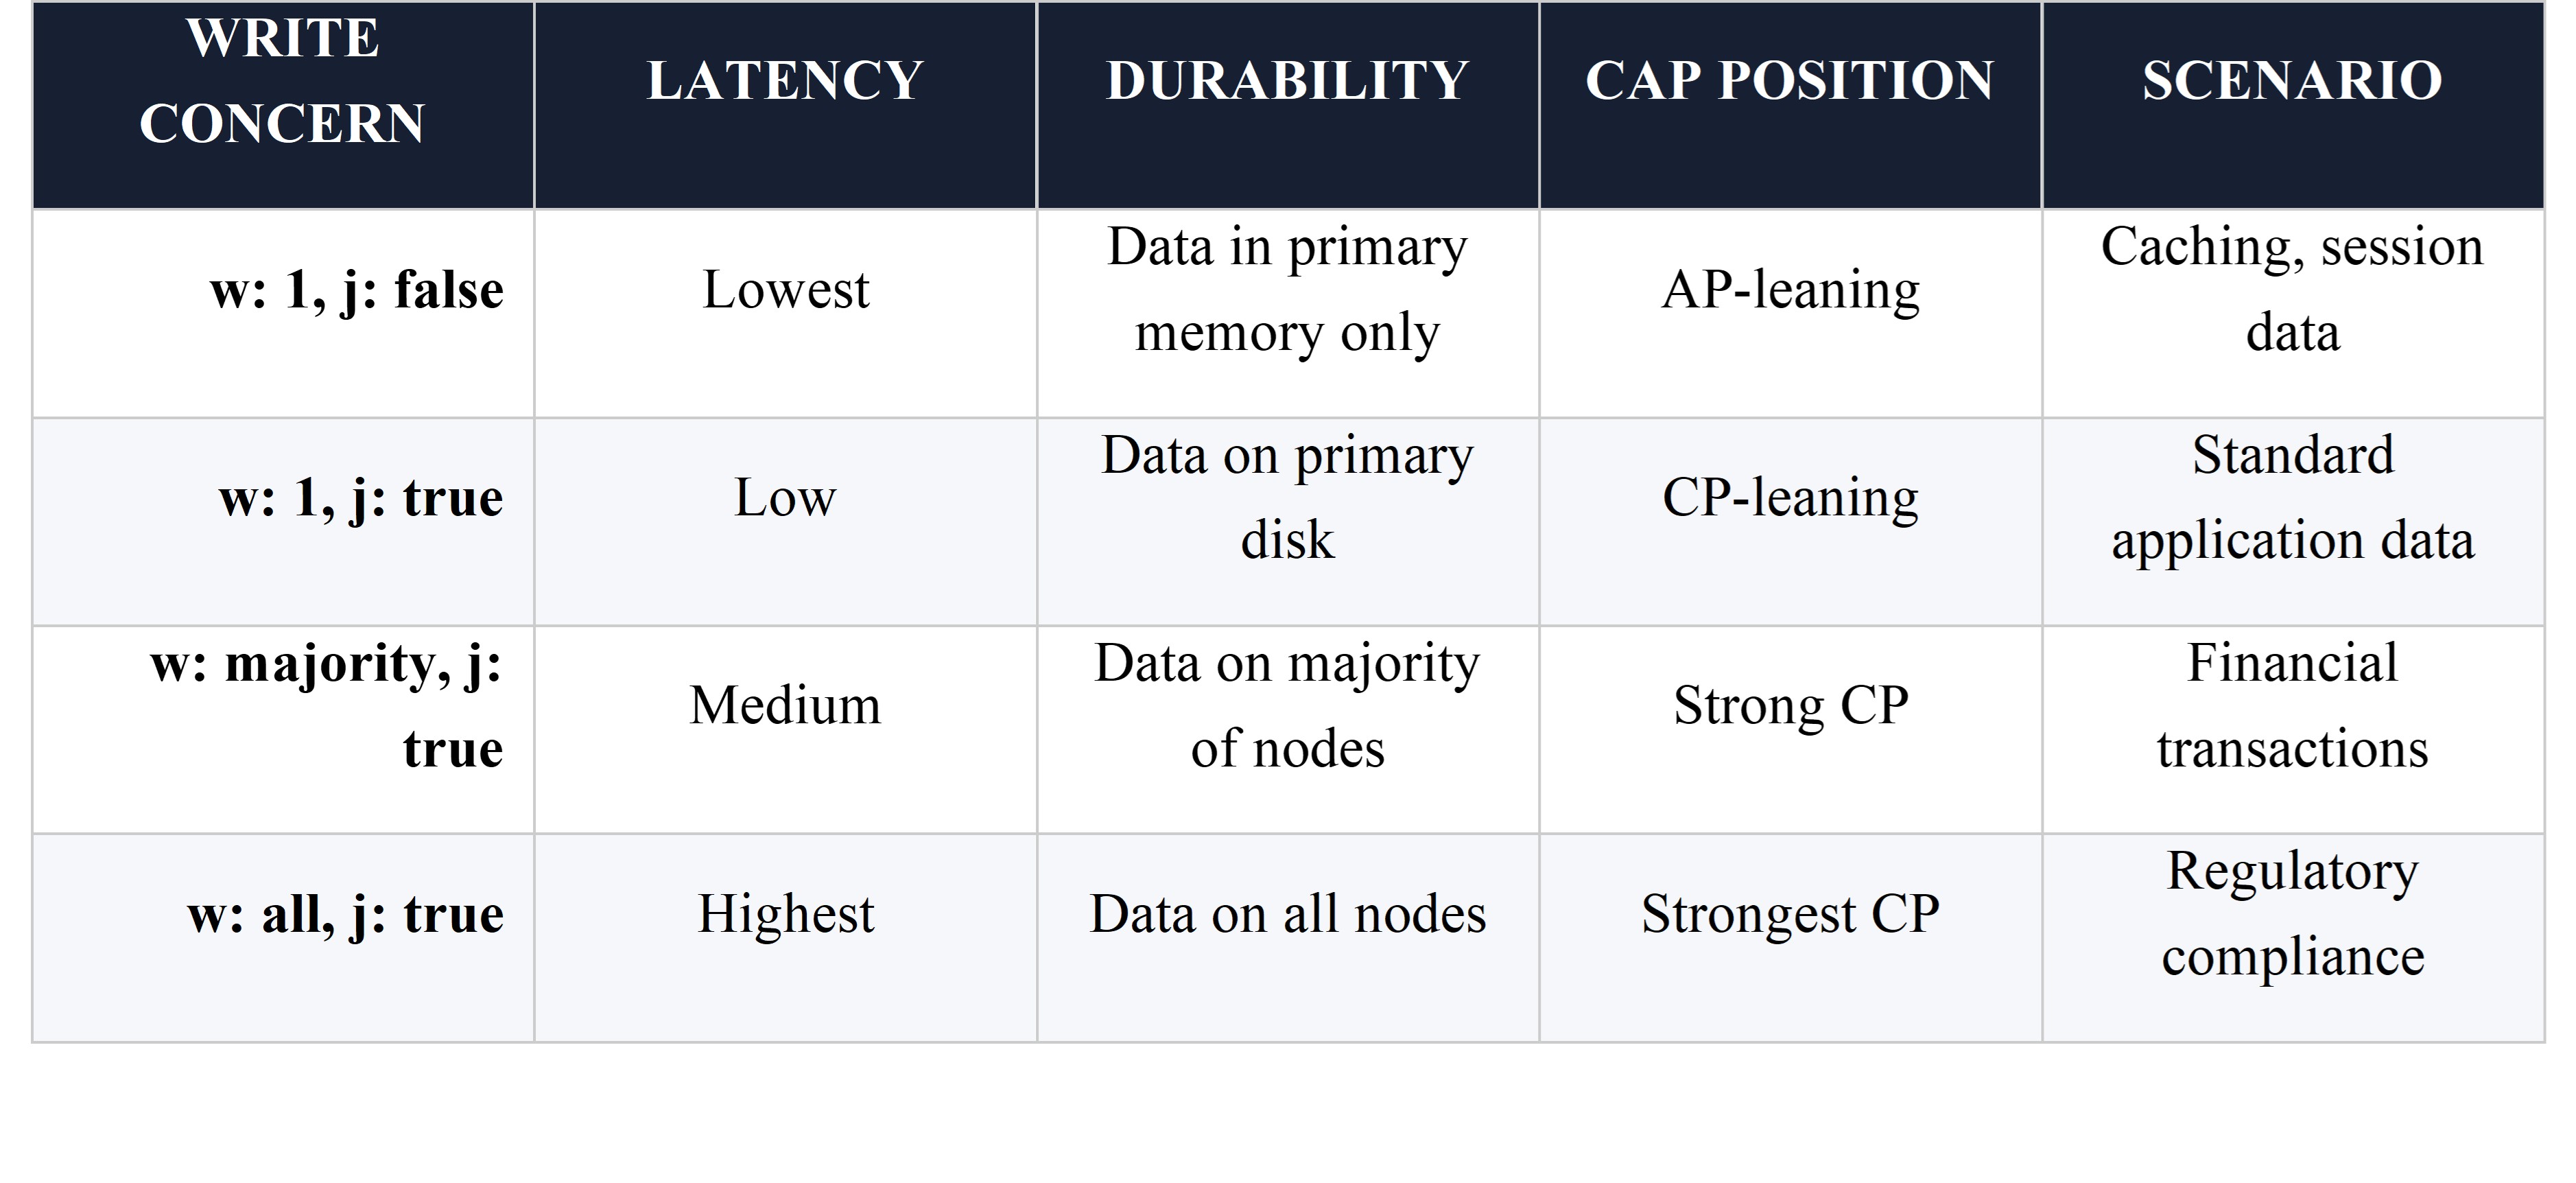 WRITE
CONCERN
LATENCY
DURABILITY
CAP POSITION
SCENARIO
w: 1, j: false
Lowest
Data in primary
memory only
AP-leaning
Caching, session
data
w: 1, j: true
Low
Data on primary
disk
CP-leaning
Standard
application data
w: majority, j:
true
Medium
Data on majority
of nodes
Strong CP
Financial
transactions
w: all, j: true
Highest
Data on all nodes
Strongest CP
Regulatory
compliance